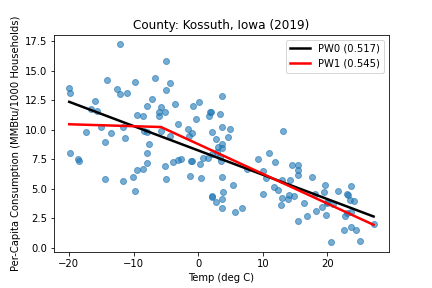 County: Kossuth, Iowa (2019)
Per-Capita Consumption (MMBtu/1000 Households)
17.5
15.0
12.5
10.0
7.5
5.0
2.5
0.0
PW0 (0.517)
PW1 (0.545)
−20 −10 0 10 20
Temp (deg C)